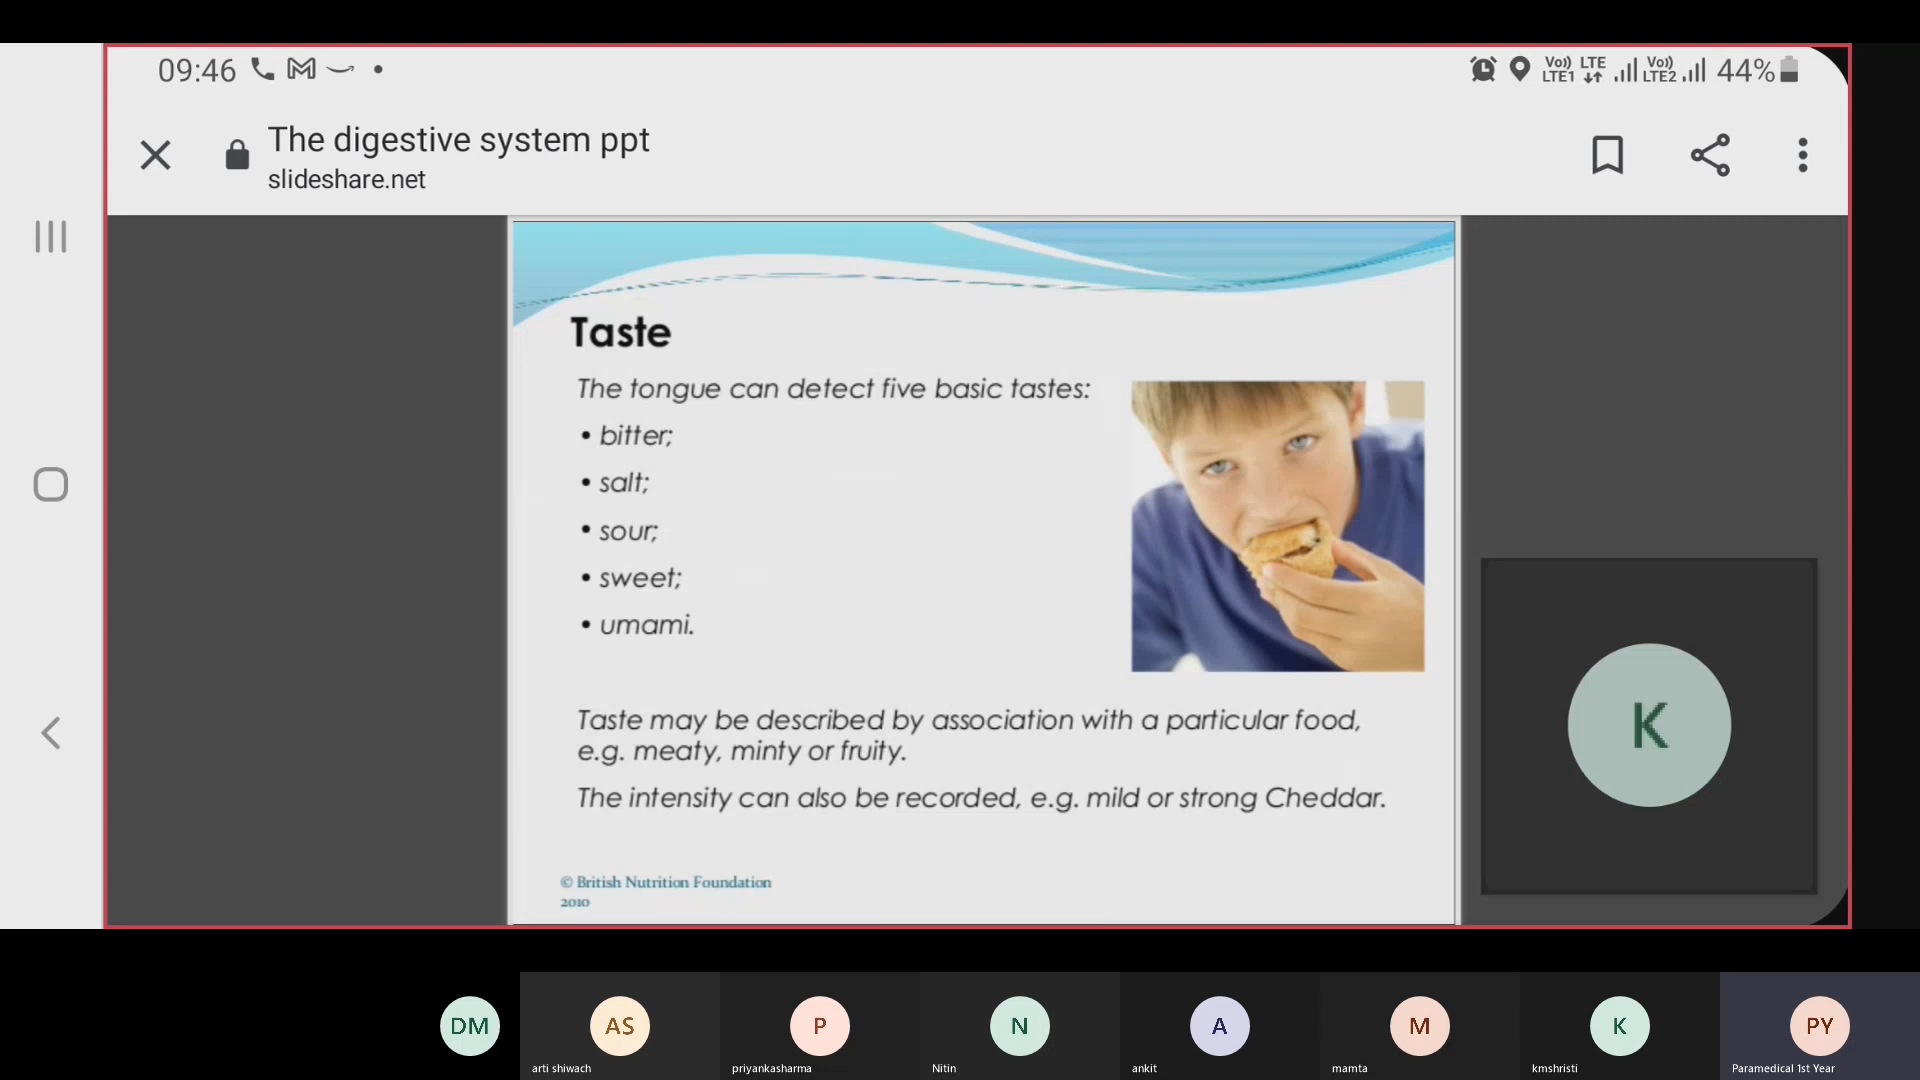 09:46
Vo)) LTE
LTE1
Vo))
LTE2
44%
The digestive system ppt
slideshare.net
Taste
The tongue can detect five basic tastes:
• bitter;
• salt;
• sour;
• sweet;
• umami.
Taste may be described by association with a particular food,
e.g. meaty, minty or fruity.
The intensity can also be recorded, e.g. mild or strong Cheddar.
© British Nutrition Foundation
2010
K
DM
AS
P
N
A
M
K
PY
arti shiwach
priyankasharma
Nitin
ankit
mamta
kmshristi
Paramedical 1st Year